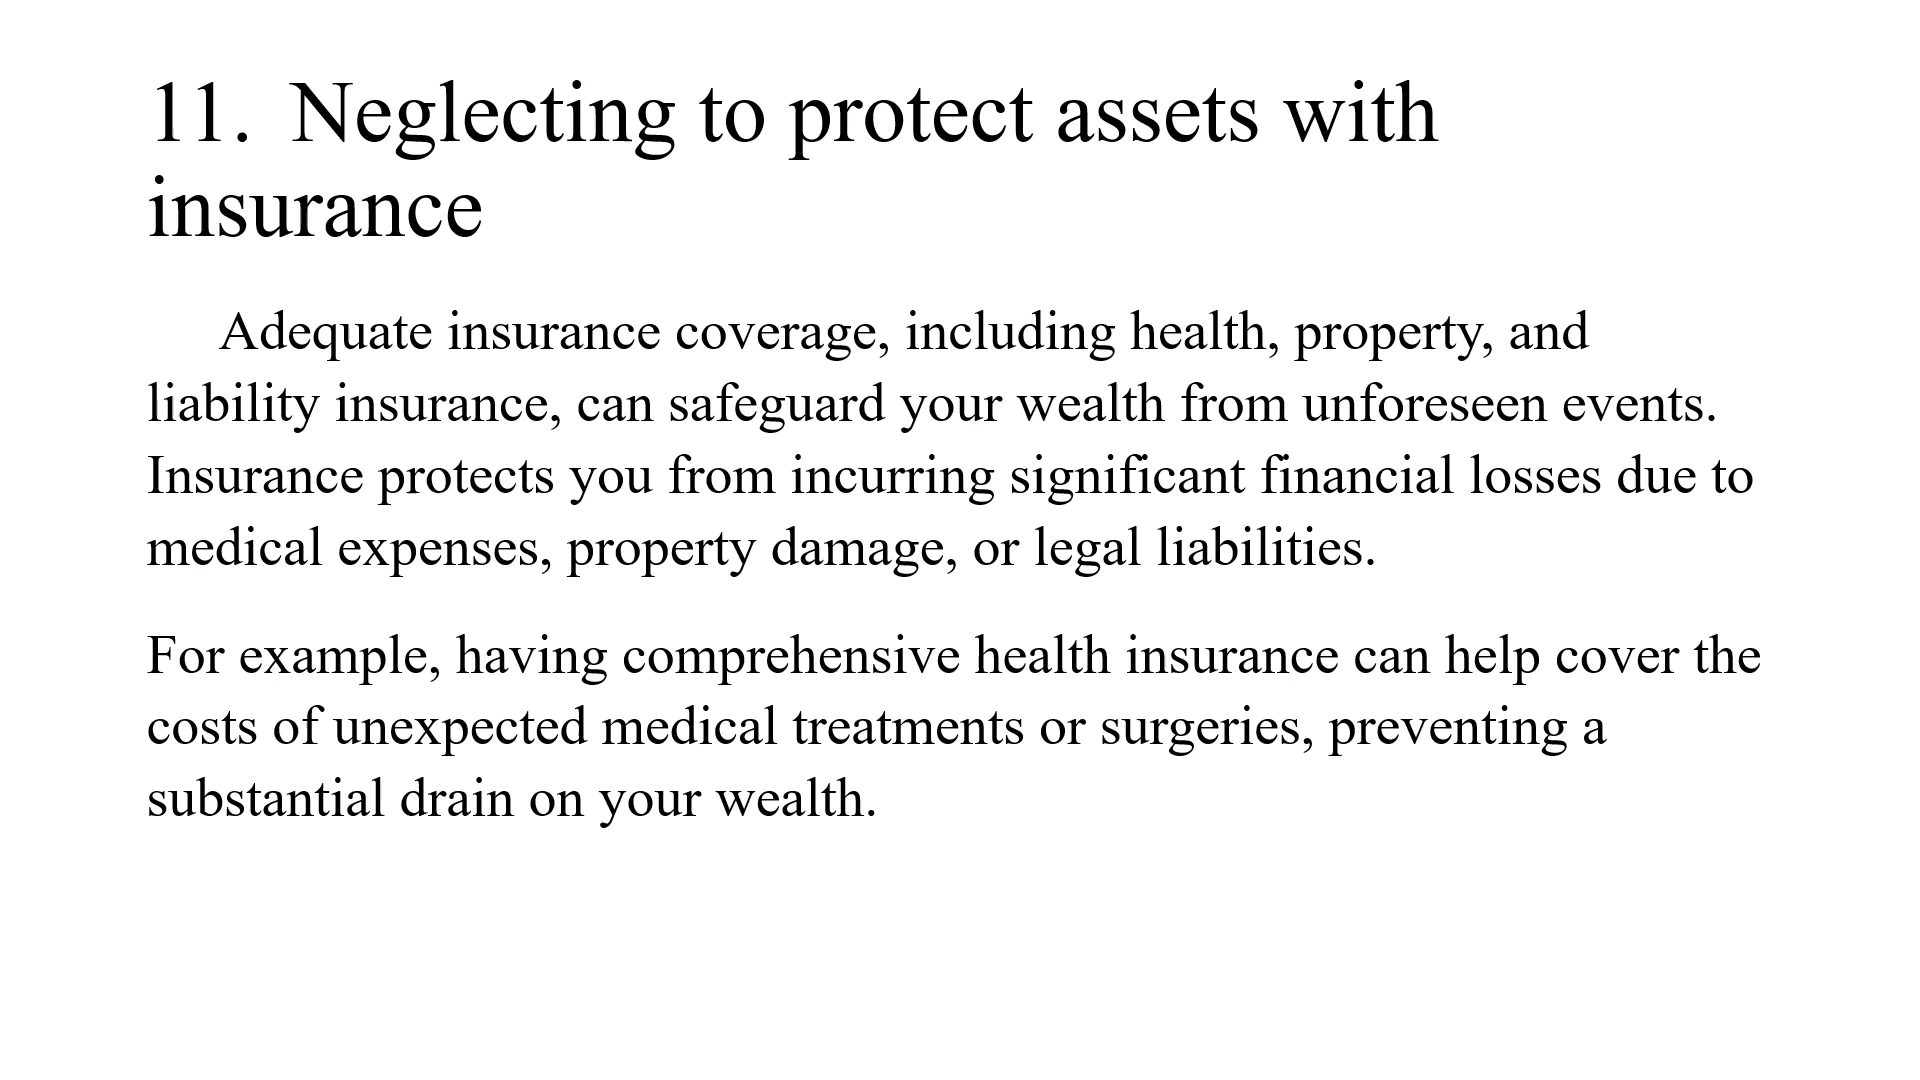 11. Neglecting to protect assets with
insurance
Adequate insurance coverage, including health, property, and
liability insurance, can safeguard your wealth from unforeseen events.
Insurance protects you from incurring significant financial losses due to
medical expenses, property damage, or legal liabilities.
For example, having comprehensive health insurance can help cover the
costs of unexpected medical treatments or surgeries, preventing a
substantial drain on your wealth.